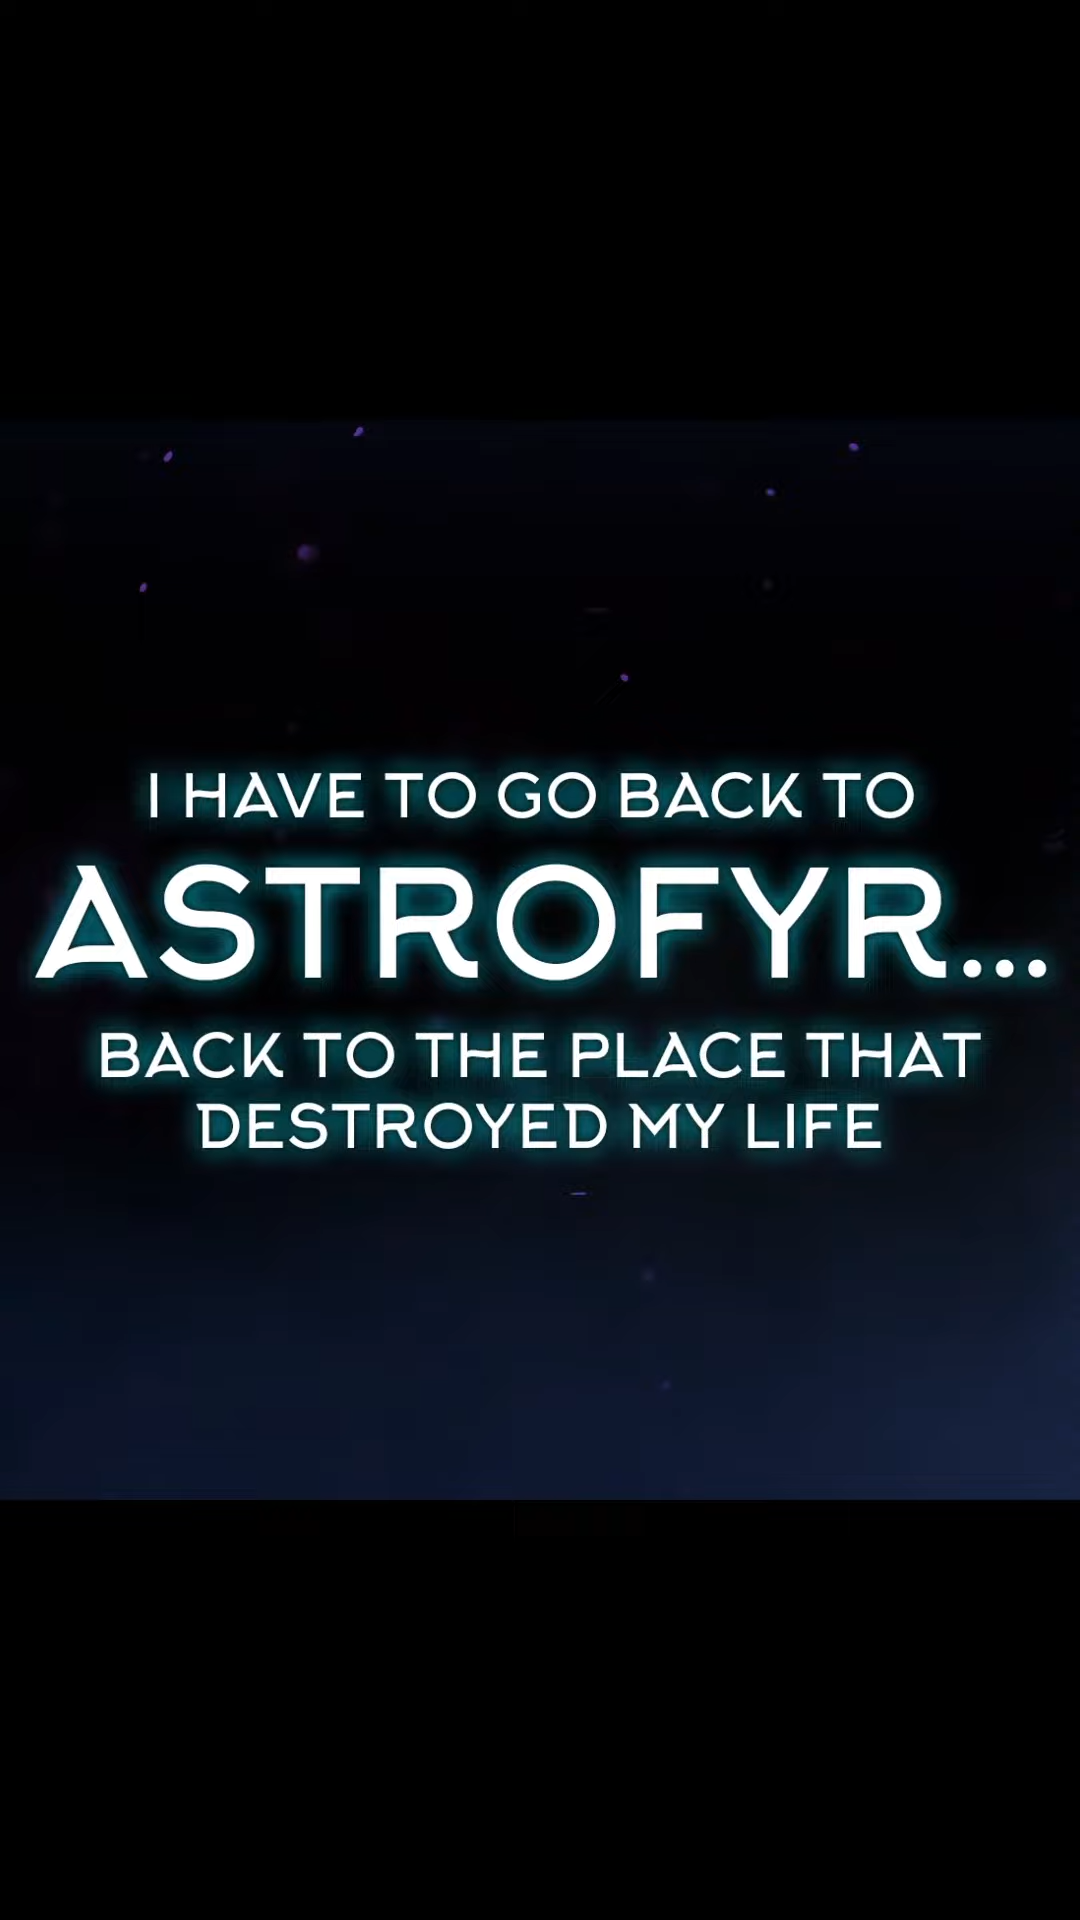 I HAVE TO GO BACK TO
ASTROFYR...
BACK TO THE PLACE THAT
DESTROYED MY LIFE